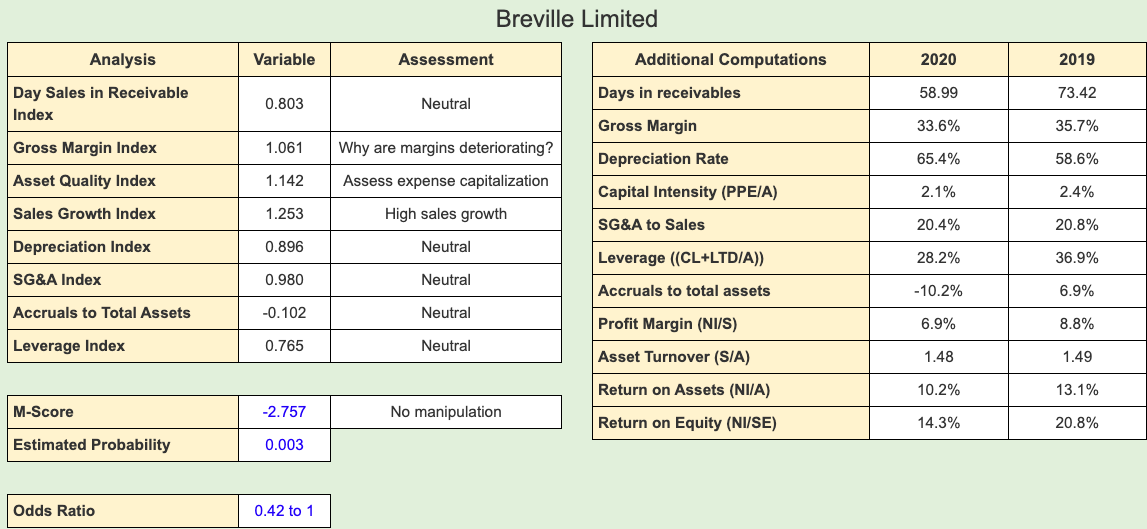 Breville Limited
Analysis Variable Assessment
Day Sales in Receivable
Index 0.803 Neutral
Gross Margin Index 1.061 Why are margins deteriorating?
Asset Quality Index 1.142 Assess expense capitalization
Sales Growth Index 1.253 High sales growth
Depreciation Index 0.896 Neutral
SG&A Index 0.980 Neutral
Accruals to Total Assets -0.102 Neutral
Leverage Index 0.765 Neutral
M-Score -2.757 No manipulation
Estimated Probability 0.003
Odds Ratio 0.42 to 1
Additional Computations 2020 2019
Days in receivables 58.99 73.42
Gross Margin 33.6% 35.7%
Depreciation Rate 65.4% 58.6%
Capital Intensity (PPE/A) 2.1% 2.4%
SG&A to Sales 20.4% 20.8%
Leverage ((CL+LTD/A)) 28.2% 36.9%
Accruals to total assets -10.2% 6.9%
Profit Margin (NI/S) 6.9% 8.8%
Asset Turnover (S/A) 1.48 1.49
Return on Assets (NI/A) 10.2% 13.1%
Return on Equity (NI/SE) 14.3% 20.8%